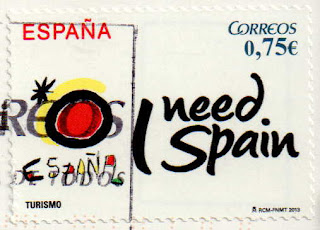 ESPAÑA
CORREOS
0,75€
I need
Spain
ESPAÑA
TURISMO
RCM-FNMT 2013